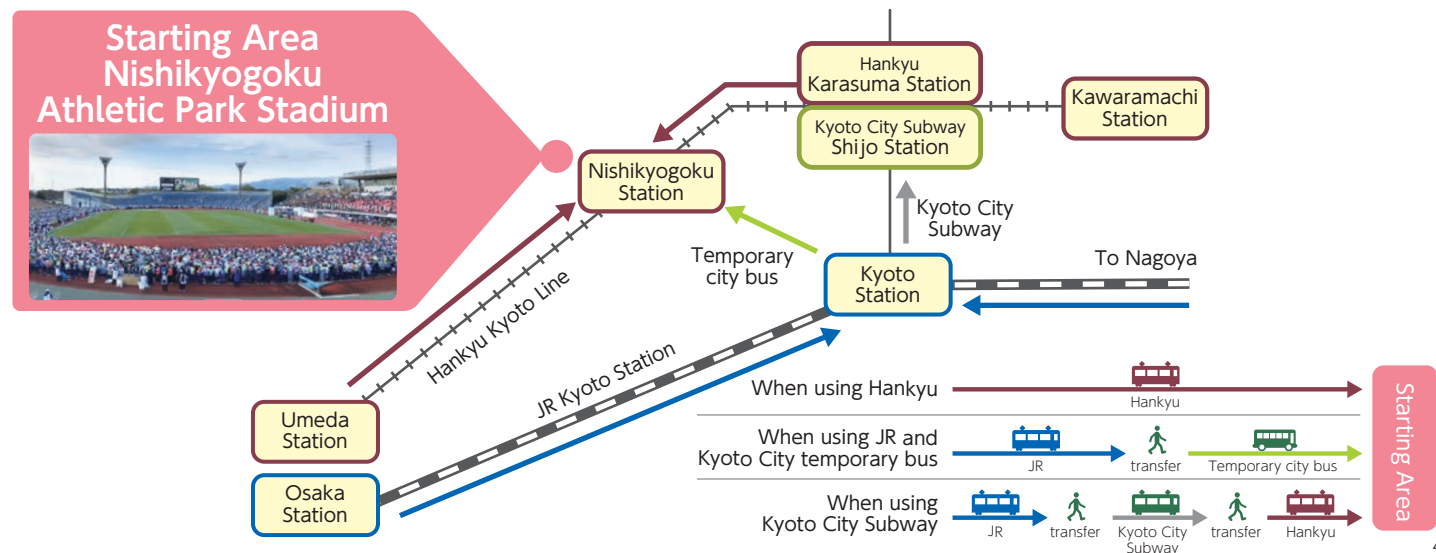 Starting Area
Nishikyogoku
Athletic Park Stadium
Hankyu
Karasuma Station
Kyoto City Subway
Shijo Station
Kawaramachi
Station
Nishikyogoku
Station
Kyoto City
Subway
Temporary
city bus
To Nagoya
Kyoto
Station
Hankyu Kyoto Line
JR Kyoto Station
Umeda
Station
Osaka
Station
When using Hankyu
Hankyu
When using JR and
Kyoto City temporary bus
JR
transfer
Temporary city bus
When using
Kyoto City Subway
JR
transfer
Kyoto City
Subway
transfer
Hankyu
Starting Area